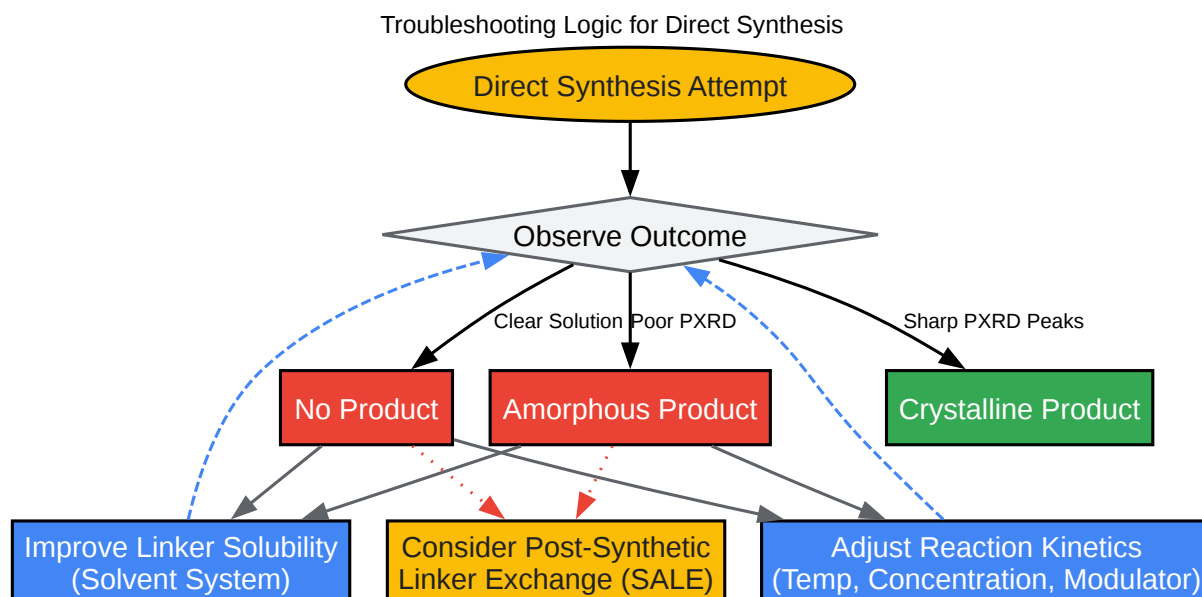 Troubleshooting Logic for Direct Synthesis
Direct Synthesis Attempt
Observe Outcome
Clear Solution
Poor PXRD
Sharp PXRD Peaks
No Product
Amorphous Product
Crystalline Product
Improve Linker Solubility
(Solvent System)
Consider Post-Synthetic
Linker Exchange (SALE)
Adjust Reaction Kinetics
(Temp, Concentration, Modulator)